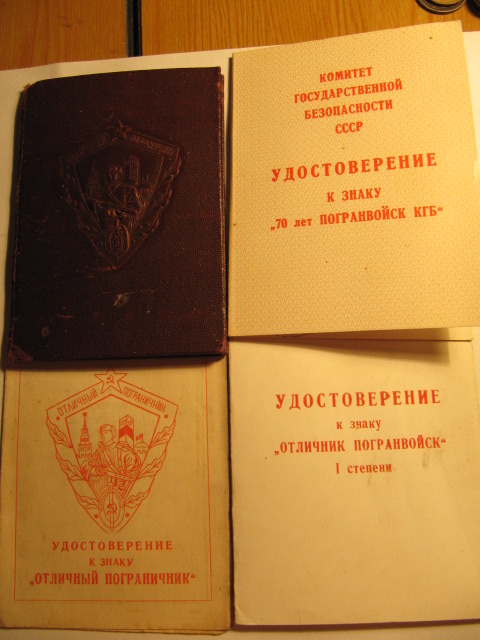 КОМИТЕТ
ГОСУДАРСТВЕННОЙ
БЕЗОПАСНОСТИ
СССР
УДОСТОВЕРЕНИЕ
К ЗНАКУ
„70 лет ПОГРАНВОЙСК КГБ“
ОТЛИЧНЫЙ ПОГРАНИЧНИК
УДОСТОВЕРЕНИЕ
К ЗНАКУ
„ОТЛИЧНЫЙ ПОГРАНИЧНИК“
УДОСТОВЕРЕНИЕ
к знаку
„ОТЛИЧНИК ПОГРАНВОЙСК“
I степени